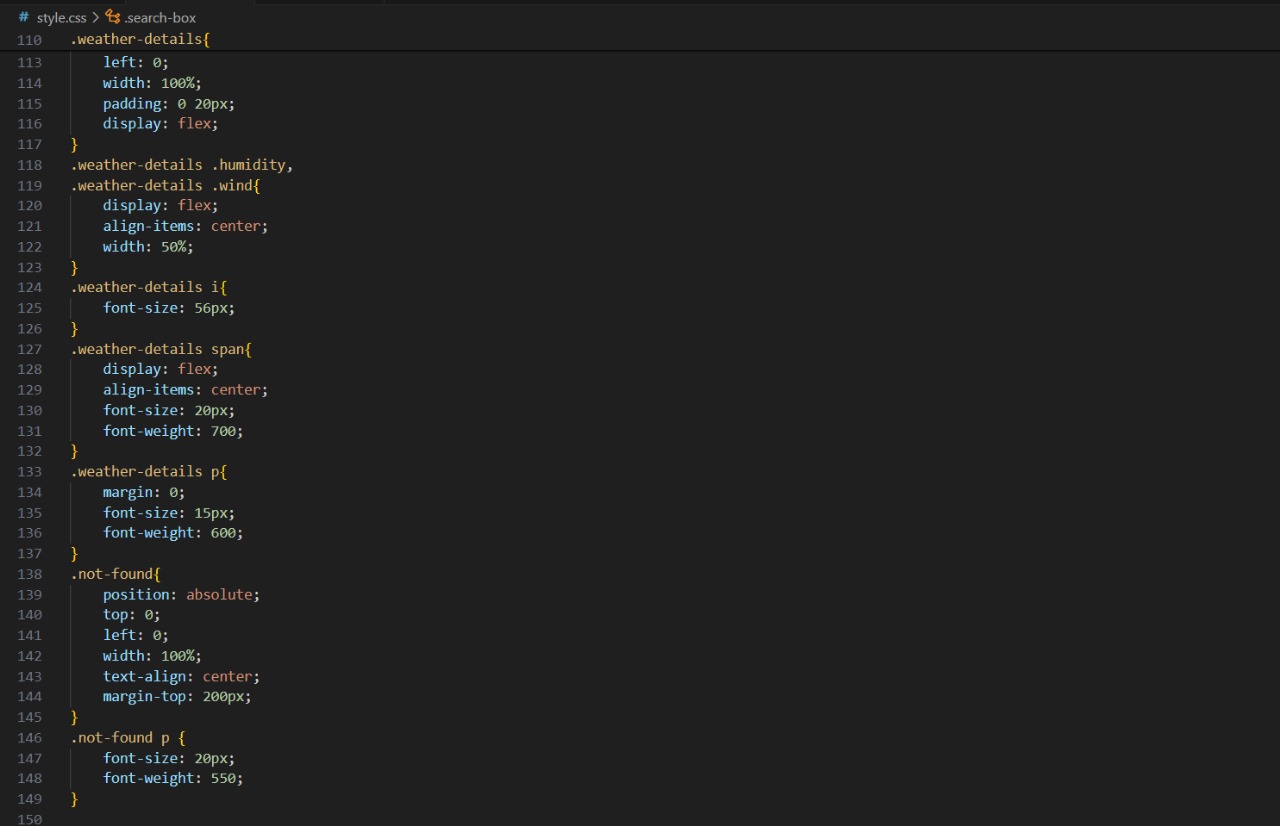 # style.css > .search-box
110 .weather-details{
113 left: 0;
114 width: 100%;
115 padding: 0 20px;
116 display: flex;
117 }
118 .weather-details .humidity,
119 .weather-details .wind{
120 display: flex;
121 align-items: center;
122 width: 50%;
123 }
124 .weather-details i{
125 font-size: 56px;
126 }
127 .weather-details span{
128 display: flex;
129 align-items: center;
130 font-size: 20px;
131 font-weight: 700;
132 }
133 .weather-details p{
134 margin: 0;
135 font-size: 15px;
136 font-weight: 600;
137 }
138 .not-found{
139 position: absolute;
140 top: 0;
141 left: 0;
142 width: 100%;
143 text-align: center;
144 margin-top: 200px;
145 }
146 .not-found p {
147 font-size: 20px;
148 font-weight: 550;
149 }
150